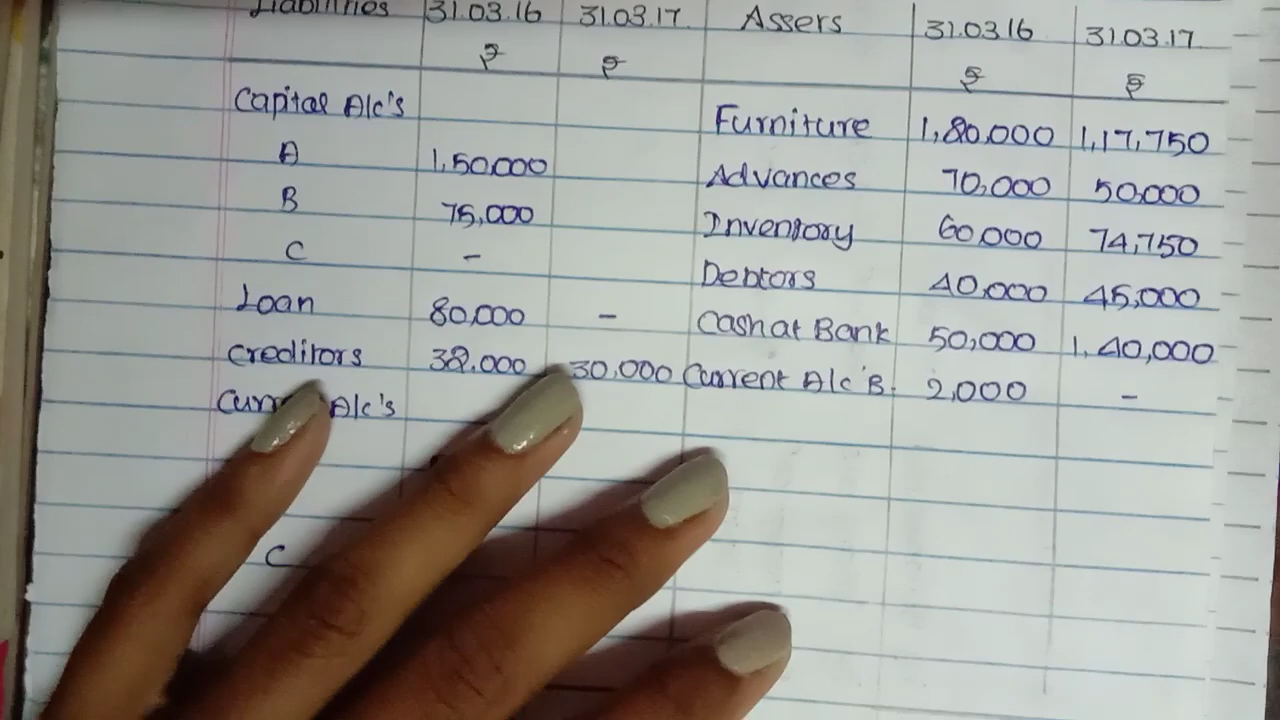 Liabilities 31.03.16 31.03.17 Assers 31.03.16 31.03.17
₹ ₹ ₹ ₹
Capital A/c's Furniture 1,80,000 1,17,750
A 1,50,000 Advances 70,000 50,000
B 75,000 Invenrory 60,000 74,750
C - Debtors 40,000 45,000
Loan 80,000 - Cash at Bank 50,000 1,40,000
Creditors 38,000 30,000 Current A/c B 2,000 -
A/c's
C